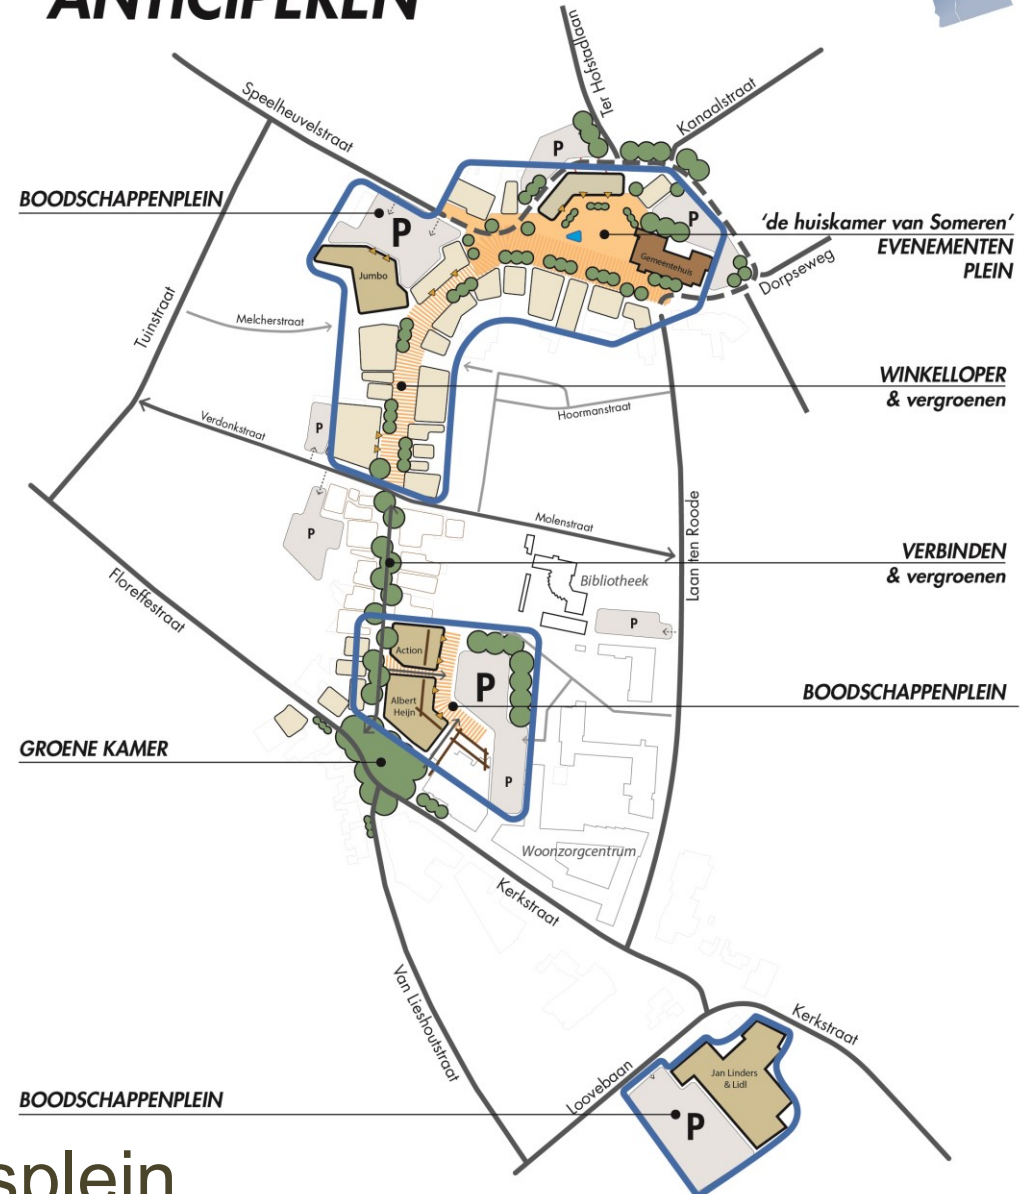 ANTICIPEREN
Ter Hofstadlaan
Kanaalstraat
Speelheuvelstraat
P
BOODSCHAPPENPLEIN
P
P
'de huiskamer van Someren'
EVENEMENTEN
PLEIN
Gemeentehuis
Jumbo
Dorpseweg
Tuinstraat
Melcherstraat
WINKELLOPER
& vergroenen
Hoormanstraat
Verdonkstraat
P
Molenstraat
P
Laan ten Roode
VERBINDEN
& vergroenen
Bibliotheek
Floreffestraat
P
Action
P
BOODSCHAPPENPLEIN
Albert
Heijn
GROENE KAMER
P
Woonzorgcentrum
Kerkstraat
Van Lieshoutstraat
Kerkstraat
Loovebaan
Jan Linders
& Lidl
BOODSCHAPPENPLEIN
P
splein